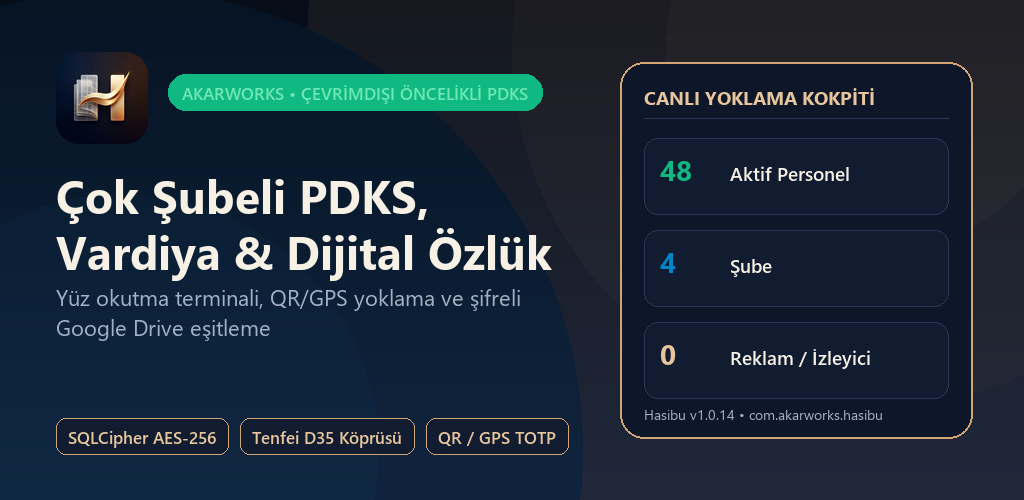 AKARWORKS • ÇEVRİMDIŞI ÖNCELİKLİ PDKS
Çok Şubeli PDKS,
Vardiya & Dijital Özlük
Yüz okutma terminali, QR/GPS yoklama ve şifreli
Google Drive eşitleme
SQLCipher AES-256
Tenfei D35 Köprüsü
QR / GPS TOTP
CANLI YOKLAMA KOKPİTİ
48 Aktif Personel
4 Şube
0 Reklam / İzleyici
Hasibu v1.0.14 • com.akarworks.hasibu